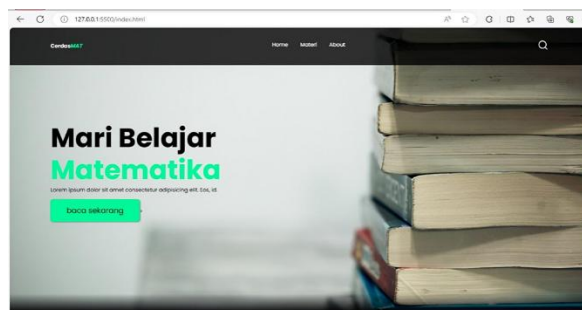 127.0.0.1:5500/index.html
CerdasMAT
Home Materi About
Mari Belajar
Matematika
Lorem ipsum dolor sit amet consectetur adipisicing elit. Eos, id.
baca sekarang